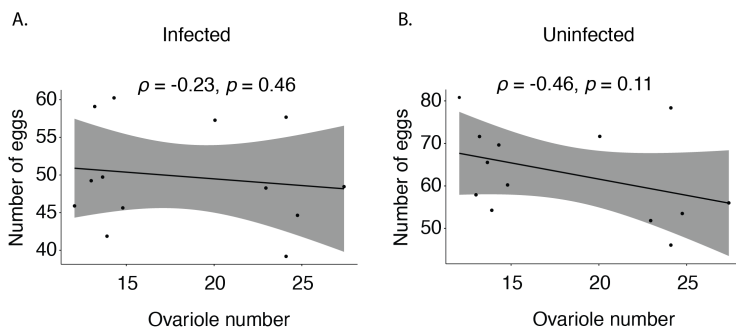 A.
Infected
ρ = -0.23, p = 0.46
Number of eggs
60
55
50
45
40
15
20
25
Ovariole number
B.
Uninfected
ρ = -0.46, p = 0.11
Number of eggs
80
70
60
50
15
20
25
Ovariole number